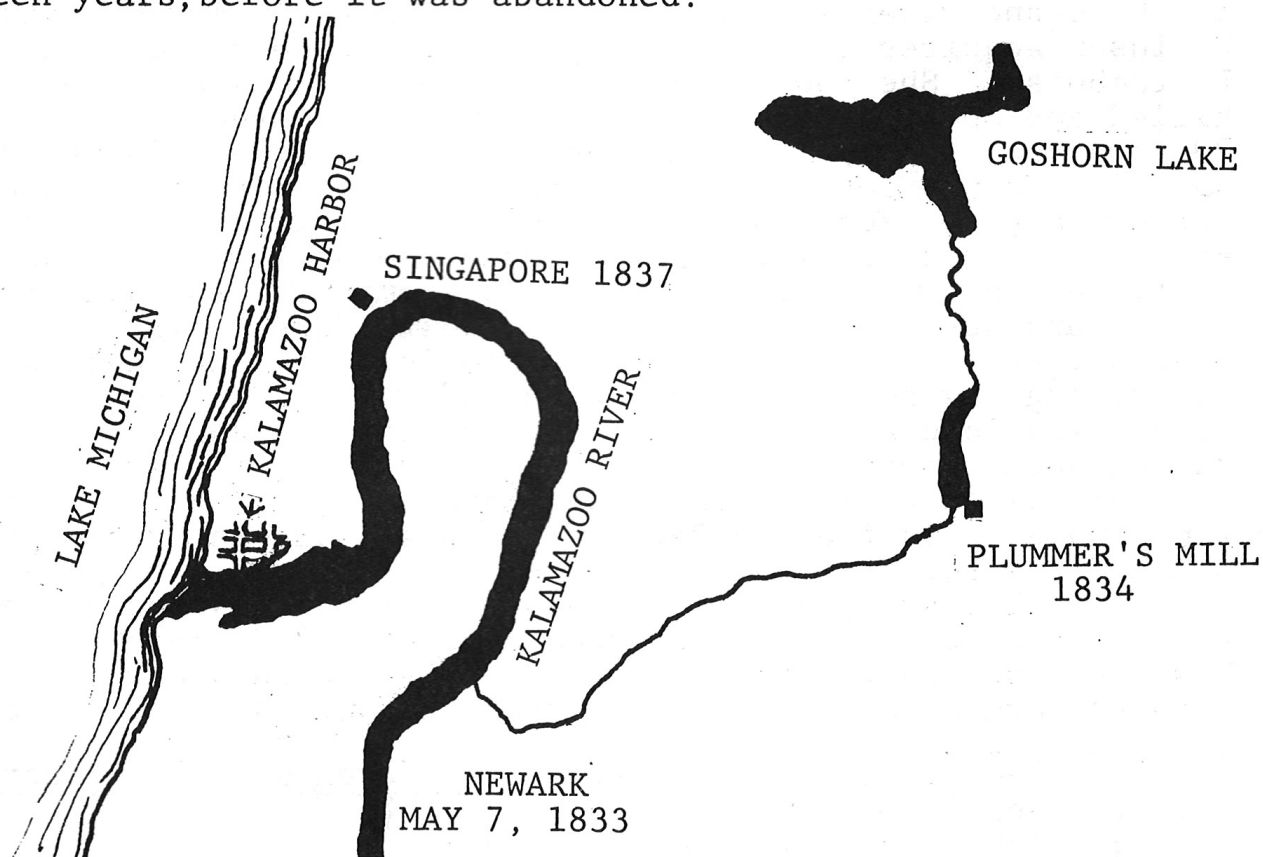 years, before it was abandoned.
GOSHORN LAKE
KALAMAZOO HARBOR
SINGAPORE 1837
LAKE MICHIGAN
KALAMAZOO RIVER
PLUMMER'S MILL
1834
NEWARK
MAY 7, 1833